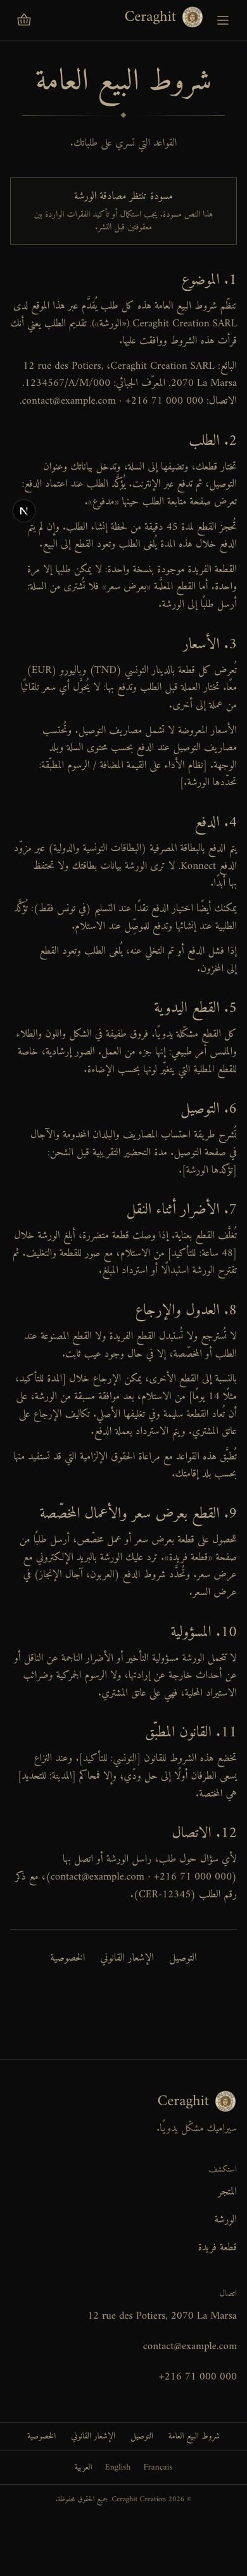 Ceraghit
شروط البيع العامة
القواعد التي تسري على طلباتك.
مسودة تنتظر مصادقة الورشة
هذا النص مسودة. يجب استكمال أو تأكيد الفقرات الواردة بين
معقوفتين قبل النشر.
1. الموضوع
تنظّم شروط البيع العامة هذه كل طلب يُقدَّم عبر هذا الموقع لدى
Ceraghit Creation SARL («الورشة»). تقديم الطلب يعني أنك
قرأت هذه الشروط ووافقت عليها.
البائع: Ceraghit Creation SARL، 12 rue des Potiers,
2070 La Marsa. المعرّف الجبائي: 1234567/A/M/000.
الاتصال: contact@example.com · +216 71 000 000.
2. الطلب
تختار قطعك، وتضيفها إلى السلة، وتدخل بياناتك وعنوان
التوصيل، ثم تدفع عبر الإنترنت. يُؤكَّد الطلب عند اعتماد الدفع:
تعرض صفحة متابعة الطلب حينها «مدفوع».
تُحجز القطع لمدة 45 دقيقة من لحظة إنشاء الطلب. وإن لم يتم
الدفع خلال هذه المدة يُلغى الطلب وتعود القطع إلى البيع.
القطعة الفريدة موجودة بنسخة واحدة: لا يمكن طلبها إلا مرة
واحدة. أما القطع المعلَّمة «بعرض سعر» فلا تُشترى من السلة:
أرسل طلبًا إلى الورشة.
3. الأسعار
تُعرض كل قطعة بالدينار التونسي (TND) وباليورو (EUR)
معًا. تختار العملة قبل الطلب وتدفع بها: لا يُحوَّل أي سعر تلقائيًا
من عملة إلى أخرى.
الأسعار المعروضة لا تشمل مصاريف التوصيل. وتُحتسب
مصاريف التوصيل عند الدفع حسب محتوى السلة وبلد
الوجهة. [نظام الأداء على القيمة المضافة / الرسوم المطبّقة:
تحدّدها الورشة.]
4. الدفع
يتم الدفع بالبطاقة المصرفية (البطاقات التونسية والدولية) عبر مزوّد
الدفع Konnect. لا ترى الورشة بيانات بطاقتك ولا تحتفظ
بها أبدًا.
يمكنك أيضًا اختيار الدفع نقدًا عند التسليم (في تونس فقط): تُؤكَّد
الطلبية عند إنشائها وتدفع للموصّل عند الاستلام.
إذا فشل الدفع أو تم التخلي عنه، يُلغى الطلب وتعود القطع
إلى المخزون.
5. القطع اليدوية
كل القطع مشكّلة يدويًا. فروق طفيفة في الشكل واللون والطلاء
والملمس أمر طبيعي: إنها جزء من العمل. الصور إرشادية، خاصة
للقطع المطلية التي يتغيّر لونها بحسب الإضاءة.
6. التوصيل
تُشرح طريقة احتساب المصاريف والبلدان المخدومة والآجال
في صفحة التوصيل. مدة التحضير التقريبية قبل الشحن:
[تؤكدها الورشة].
7. الأضرار أثناء النقل
تُغلَّف القطع بعناية. إذا وصلت قطعة متضررة، أبلغ الورشة خلال
[48 ساعة: للتأكيد] من الاستلام، مع صور للقطعة والتغليف. ثم
تقترح الورشة استبدالًا أو استرداد المبلغ.
8. العدول والإرجاع
لا تُسترجع ولا تُستبدل القطع الفريدة ولا القطع المصنوعة عند
الطلب أو المخصّصة، إلا في حال وجود عيب ثابت.
بالنسبة إلى القطع الأخرى، يمكن الإرجاع خلال [المدة للتأكيد،
مثلًا 14 يومًا] من الاستلام، بعد موافقة مسبقة من الورشة، على
أن تُعاد القطعة سليمة وفي تغليفها الأصلي. تكاليف الإرجاع على
عاتق المشتري. ويتم الاسترداد بعملة الدفع.
تُطبَّق هذه القواعد مع مراعاة الحقوق الإلزامية التي قد تستفيد منها
بحسب بلد إقامتك.
9. القطع بعرض سعر والأعمال المخصّصة
للحصول على قطعة بعرض سعر أو عمل مخصّص، أرسل طلبًا من
صفحة «قطعة فريدة». ترد عليك الورشة بالبريد الإلكتروني مع
عرض سعر. وتُحدَّد شروط الدفع (العربون، آجال الإنجاز) في
عرض السعر.
10. المسؤولية
لا تتحمل الورشة مسؤولية التأخير أو الأضرار الناجمة عن الناقل أو
عن أحداث خارجة عن إرادتها، ولا الرسوم الجمركية وضرائب
الاستيراد المحلية، فهي على عاتق المشتري.
11. القانون المطبّق
تخضع هذه الشروط للقانون [التونسي: للتأكيد]. وعند النزاع
يسعى الطرفان أولًا إلى حل ودّي؛ وإلا فمحاكم [المدينة: للتحديد]
هي المختصة.
12. الاتصال
لأي سؤال حول طلب، راسل الورشة أو اتصل بها
(contact@example.com · +216 71 000 000)، مع ذكر
رقم الطلب (CER-12345).
التوصيل الإشعار القانوني الخصوصية
Ceraghit
سيراميك مشكّل يدويًا.
استكشف
المتجر
الورشة
قطعة فريدة
اتصال
12 rue des Potiers, 2070 La Marsa
contact@example.com
+216 71 000 000
شروط البيع العامة التوصيل الإشعار القانوني الخصوصية
Français English العربية
© 2026 Ceraghit Creation. جميع الحقوق محفوظة.